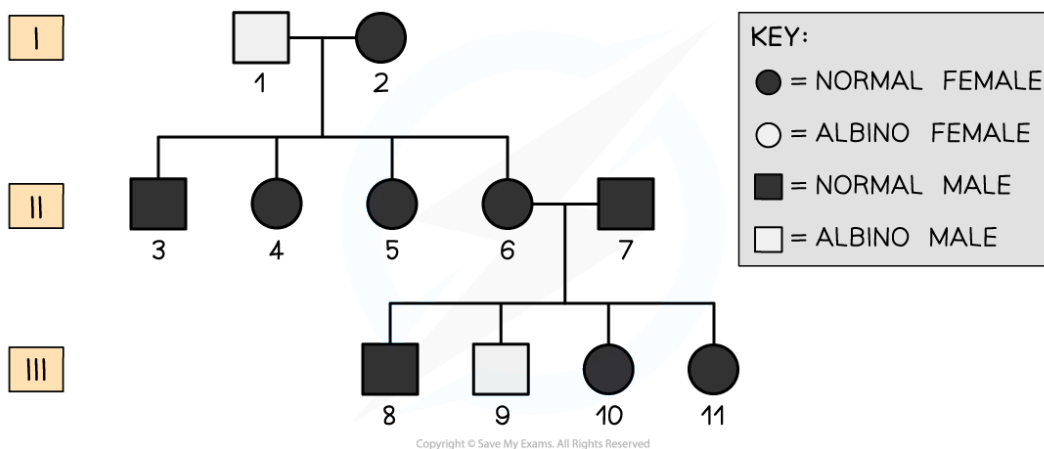 I
1 2
KEY:
= NORMAL FEMALE
= ALBINO FEMALE
= NORMAL MALE
= ALBINO MALE
II
3 4 5 6 7
III
8 9 10 11
Copyright © Save My Exams. All Rights Reserved